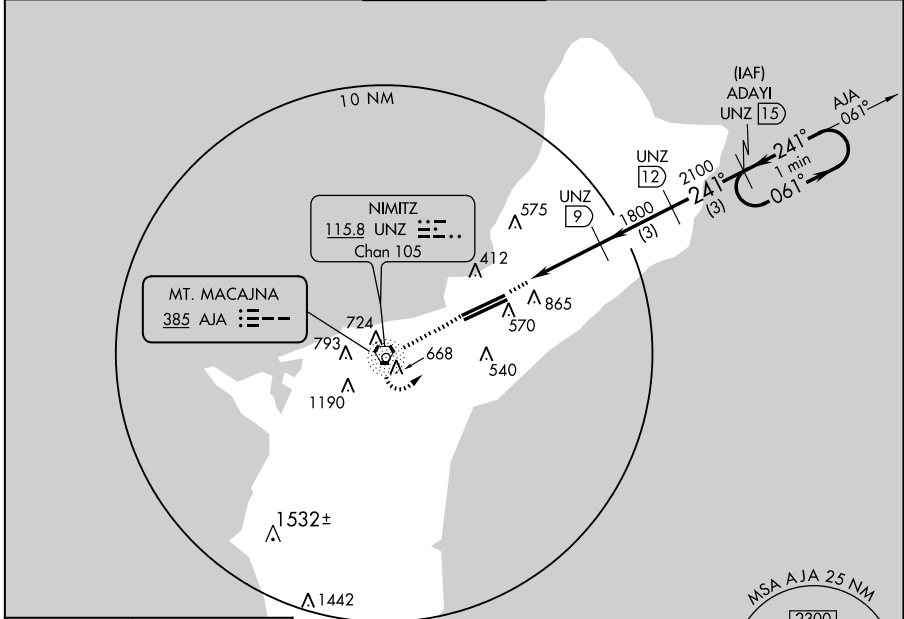 10 NM
(IAF)
ADAYI
UNZ 15
AJA
061°
241°
1 min
061°
UNZ
12
2100
241°
(3)
UNZ
9
1800
(3)
NIMITZ
115.8 UNZ
Chan 105
575
412
MT. MACAJNA
385 AJA
865
570
724
793
668
540
1190
1532±
1442
MSA AJA 25 NM
2300